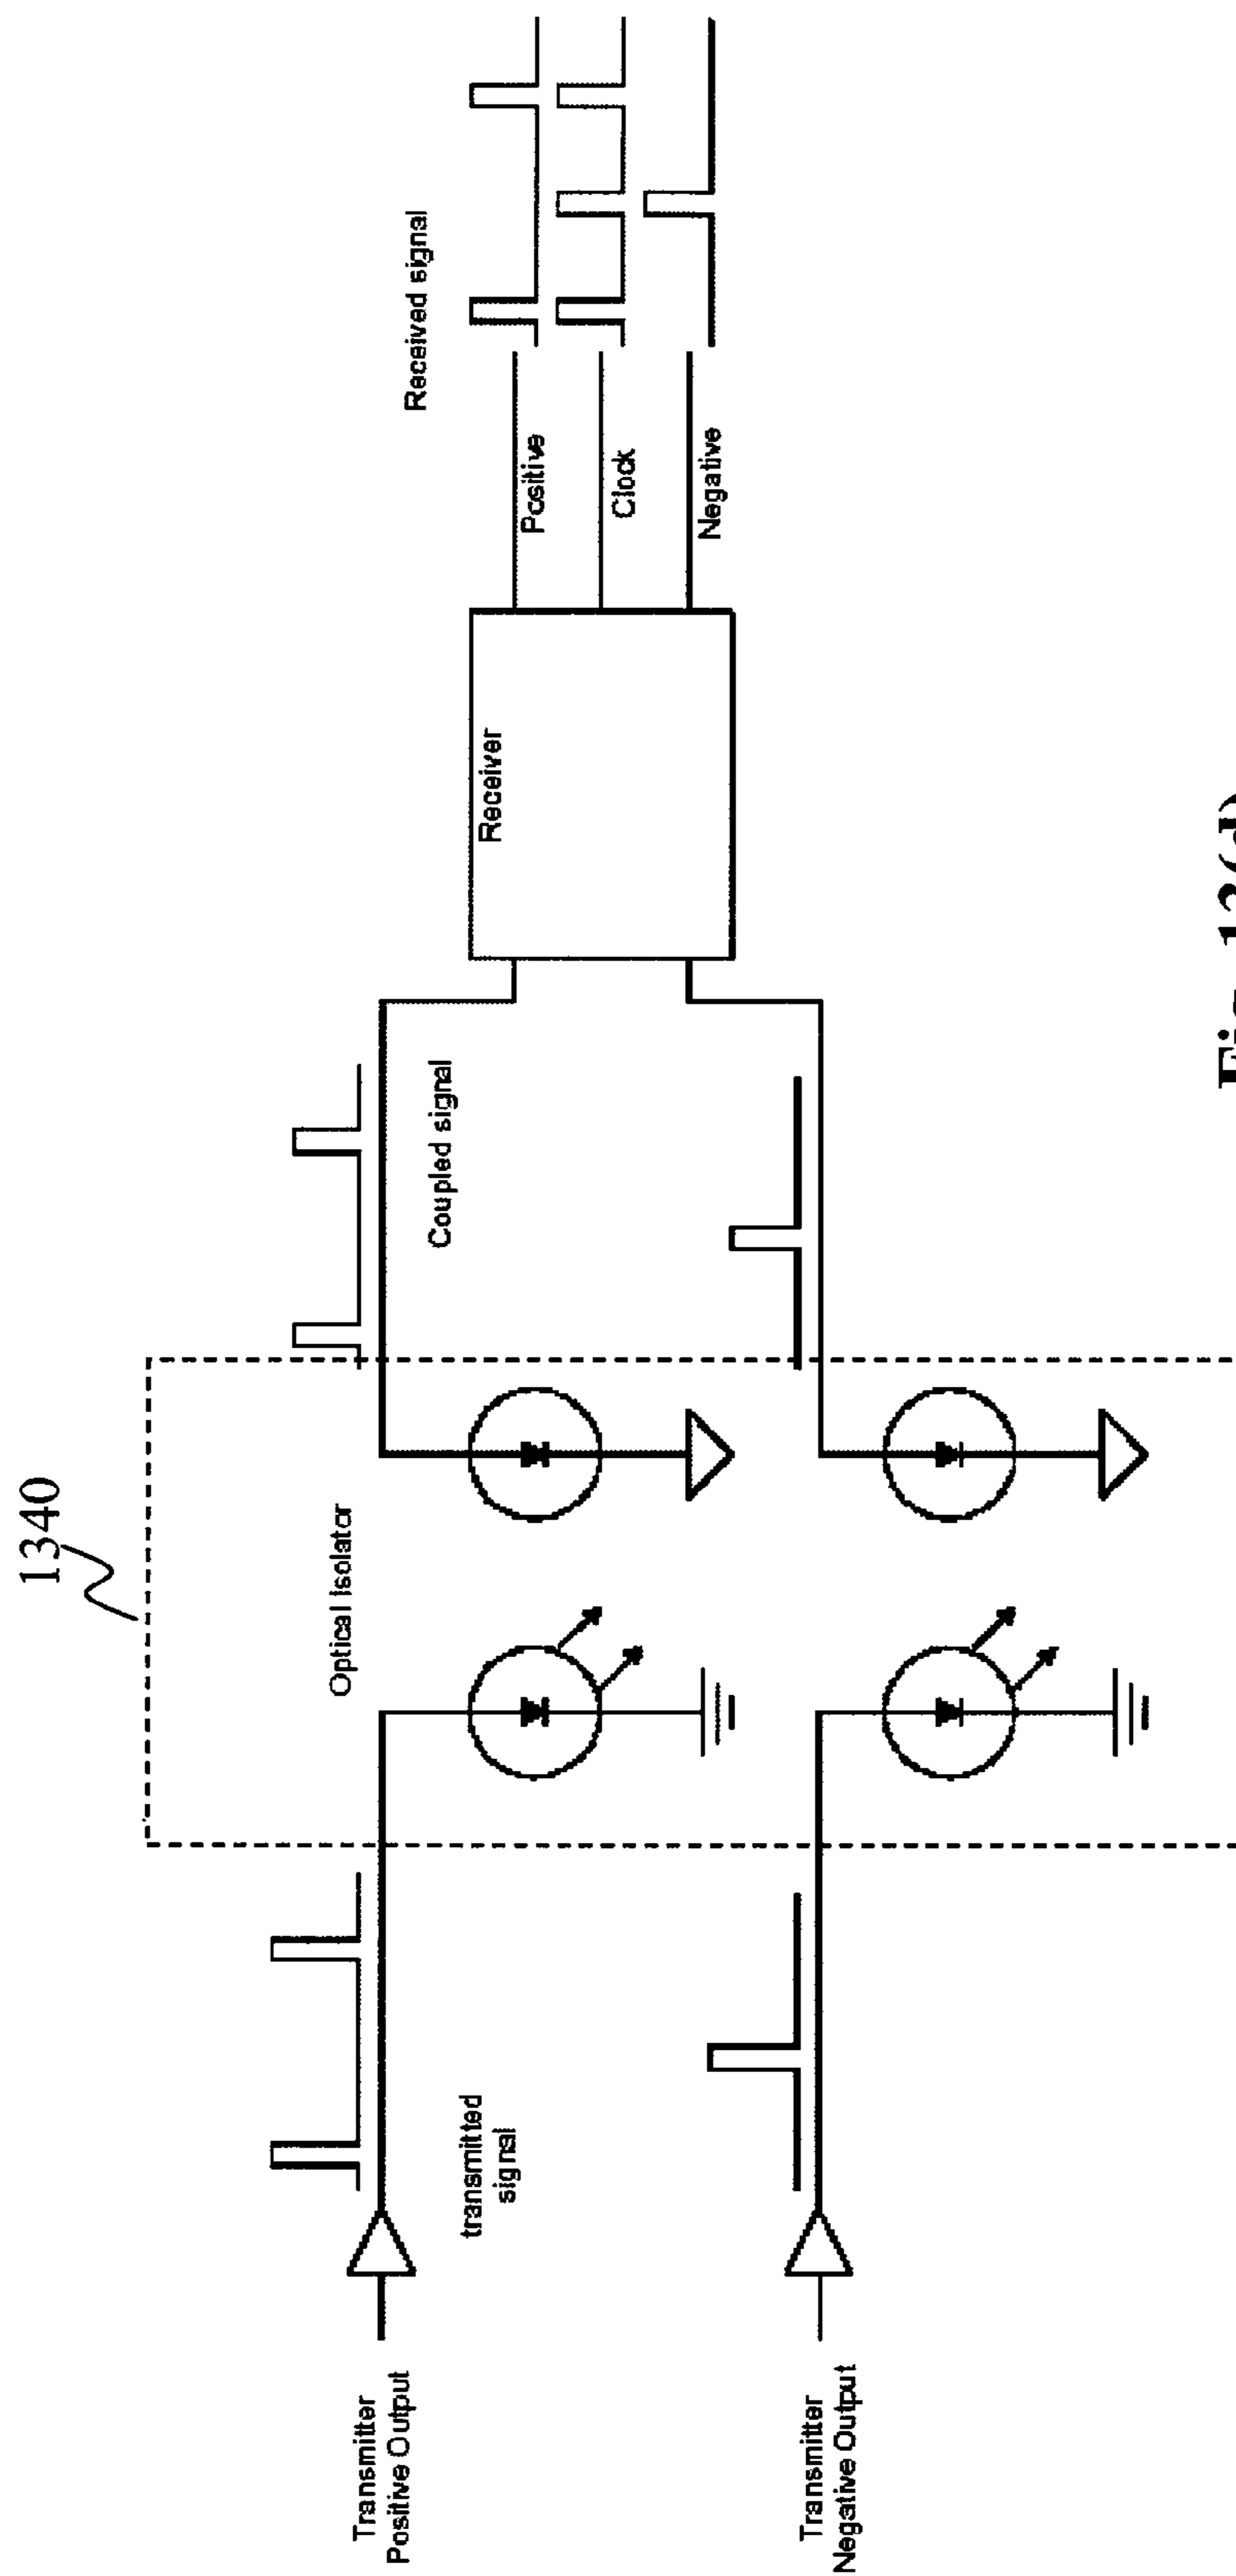 1340
Optical Isolator
Transmitter
Positive Output
transmitted
signal
Coupled signal
Receiver
Positive
Clock
Negative
Received signal
Transmitter
Negative Output